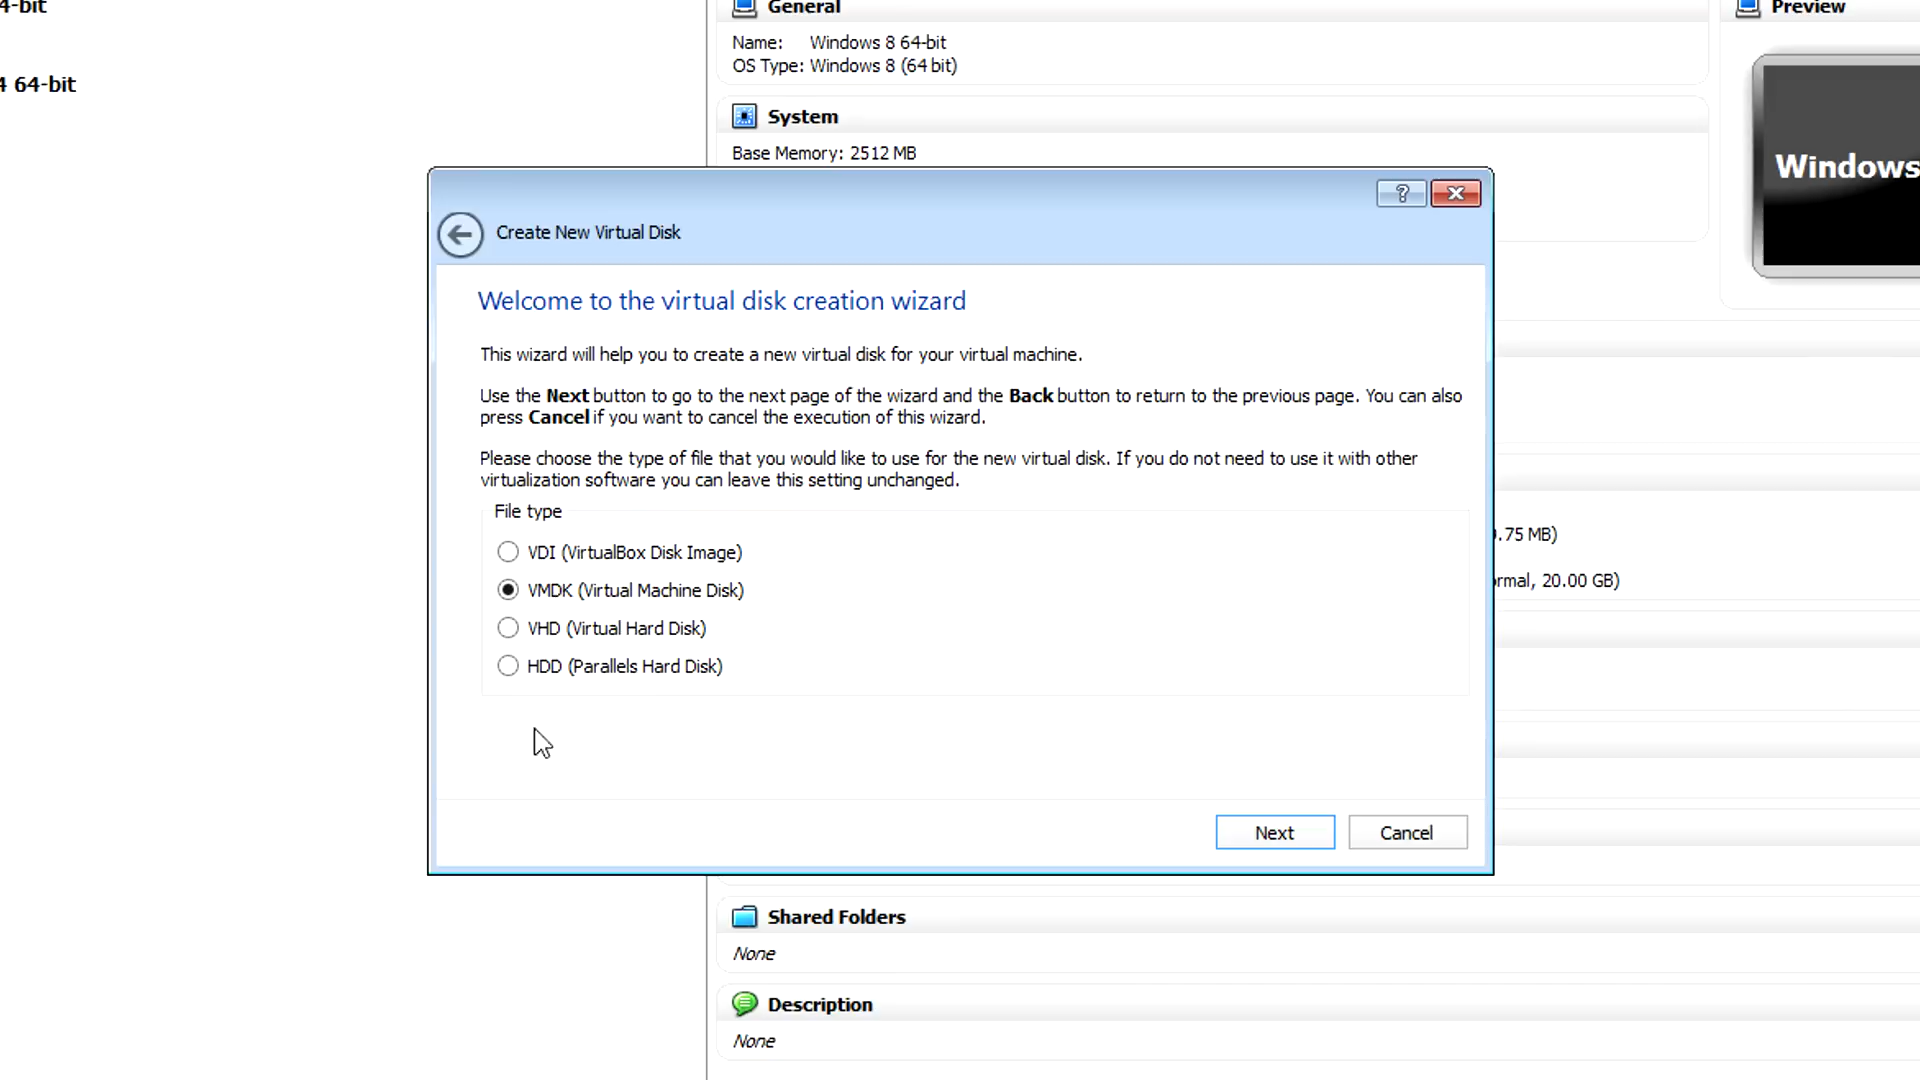 4-bit
4 64-bit
General
Name: Windows 8 64-bit
OS Type: Windows 8 (64 bit)
System
Base Memory: 2512 MB
Preview
Windows
Create New Virtual Disk
Welcome to the virtual disk creation wizard
This wizard will help you to create a new virtual disk for your virtual machine.
Use the Next button to go to the next page of the wizard and the Back button to return to the previous page. You can also
press Cancel if you want to cancel the execution of this wizard.
Please choose the type of file that you would like to use for the new virtual disk. If you do not need to use it with other
virtualization software you can leave this setting unchanged.
File type
VDI (VirtualBox Disk Image)
VMDK (Virtual Machine Disk)
VHD (Virtual Hard Disk)
HDD (Parallels Hard Disk)
Next
Cancel
.75 MB)
rmal, 20.00 GB)
Shared Folders
None
Description
None